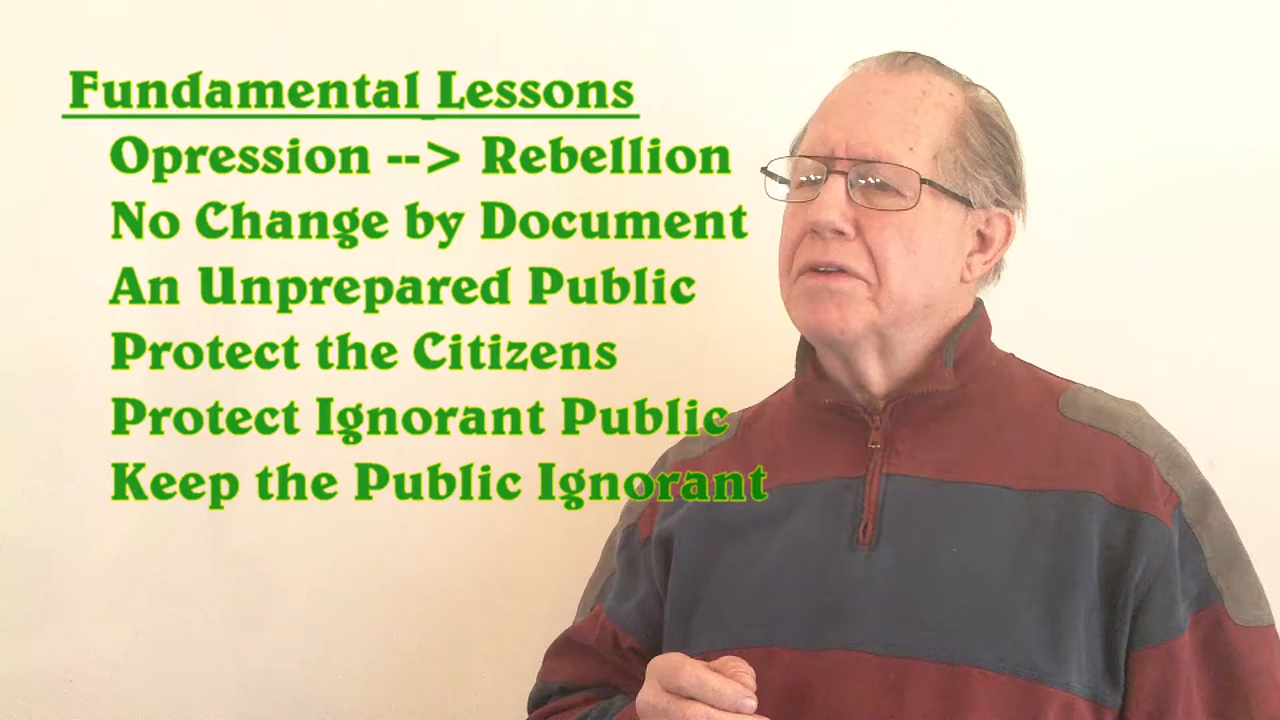 Fundamental Lessons
Opression --> Rebellion
No Change by Document
An Unprepared Public
Protect the Citizens
Protect Ignorant Public
Keep the Public Ignorant